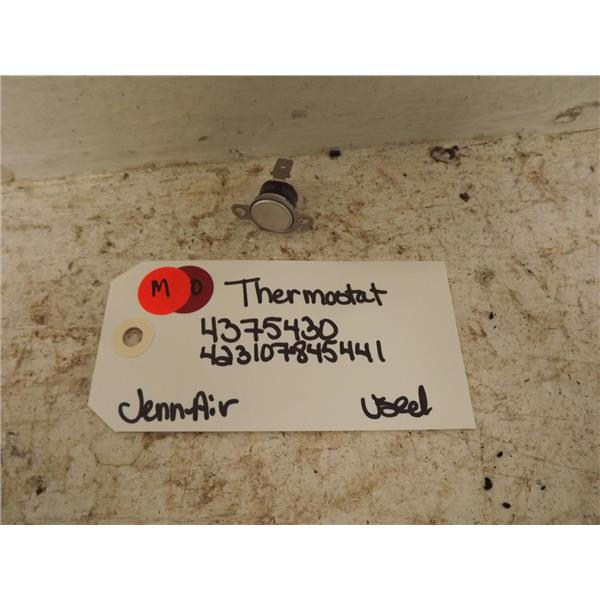 M O Thermostat
4375430
423107845441
Jenn-Air Used